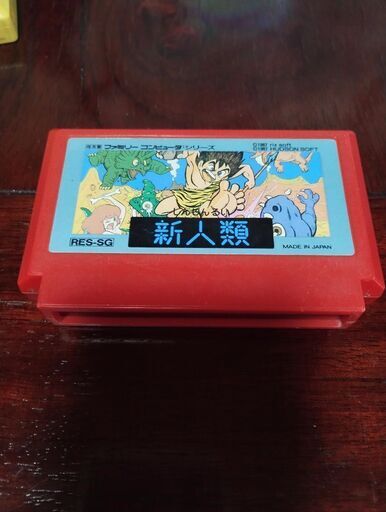 ファミリー コンピュータ シリーズ
© HUDSON SOFT
しんじんるい
新人類
RES-SG
MADE IN JAPAN